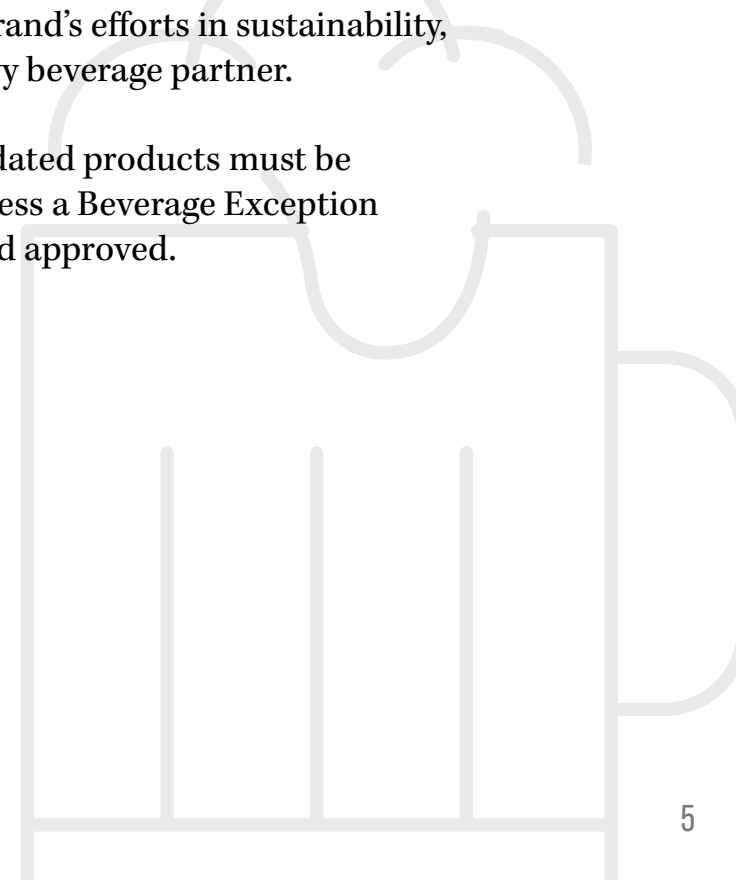 rand’s efforts in sustainability,
y beverage partner.
dated products must be
ess a Beverage Exception
d approved.
5